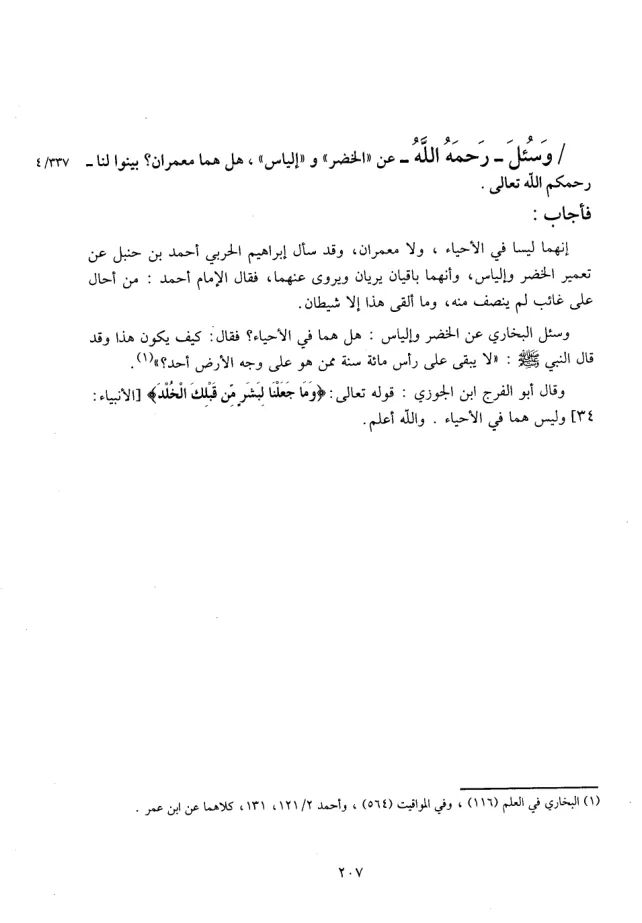 / وَسُئلَ ـ رَحمَهُ اللَّهُ ـ عن «الخضر» و «إلياس» ، هل هما معمران؟ بينوا لنا ـ ٤/٣٣٧
رحمكم اللّه تعالى .
فأجاب :
إنهما ليسا في الأحياء ، ولا معمران، وقد سأل إبراهيم الحربي أحمد بن حنبل عن
تعمير الخضر وإلياس، وأنهما باقيان يريان ويروى عنهما، فقال الإمام أحمد : من أحال
على غائب لم ينصف منه، وما ألقى هذا إلا شيطان.
وسئل البخاري عن الخضر وإلياس : هل هما في الأحياء؟ فقال: كيف يكون هذا وقد
قال النبي ﷺ : «لا يبقى على رأس مائة سنة ممن هو على وجه الأرض أحد؟»(١).
وقال أبو الفرج ابن الجوزي : قوله تعالى: ﴿وَمَا جَعَلْنَا لِبَشَرٍ مِّن قَبْلِكَ الْخُلْدَ﴾ [الأنبياء:
٣٤] وليس هما في الأحياء . واللّه أعلم.
(١) البخاري في العلم (١١٦) ، وفي المواقيت (٥٦٤) ، وأحمد ٢/ ١٢١، ١٣١، كلاهما عن ابن عمر .
٢٠٧